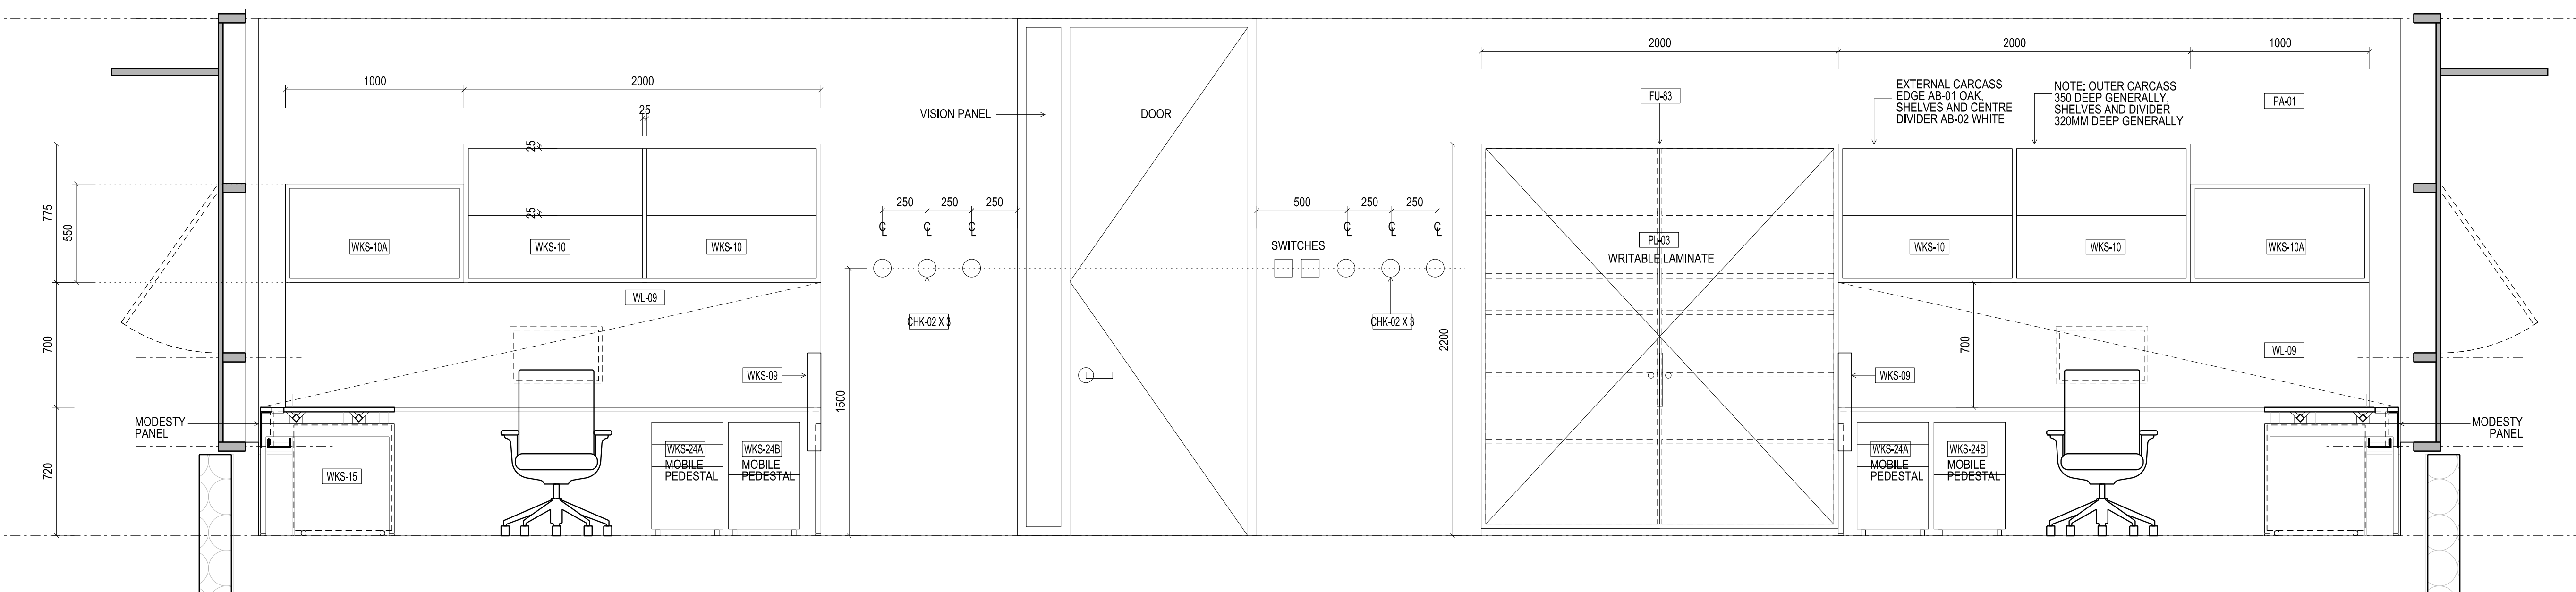 2000
2000
1000
1000
2000
EXTERNAL CARCASS
EDGE AB-01 OAK,
SHELVES AND CENTRE
DIVIDER AB-02 WHITE
NOTE: OUTER CARCASS
350 DEEP GENERALLY,
SHELVES AND DIVIDER
320MM DEEP GENERALLY
FU-83
PA-01
25
VISION PANEL
DOOR
25
775
550
25
250
250
250
500
250
250
℄
℄
℄
℄
℄
℄
WKS-10A
WKS-10
WKS-10
SWITCHES
PL-03
WRITABLE LAMINATE
WKS-10
WKS-10
WKS-10A
WL-09
CHK-02 X 3
CHK-02 X 3
700
2200
700
WL-09
WKS-09
WKS-09
1500
MODESTY
PANEL
MODESTY
PANEL
720
WKS-15
WKS-24A
MOBILE
PEDESTAL
WKS-24B
MOBILE
PEDESTAL
WKS-24A
MOBILE
PEDESTAL
WKS-24B
MOBILE
PEDESTAL